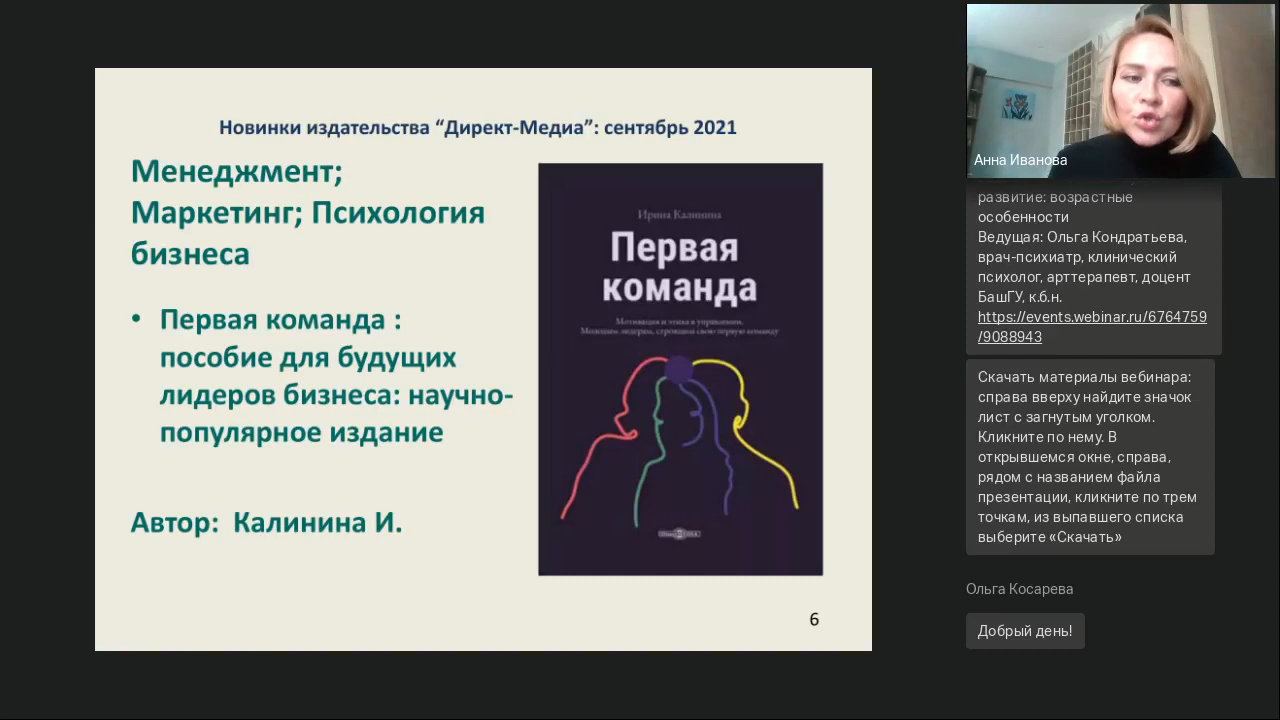 Новинки издательства “Директ-Медиа”: сентябрь 2021
Менеджмент;
Маркетинг; Психология
бизнеса
• Первая команда :
пособие для будущих
лидеров бизнеса: научно-
популярное издание
Автор: Калинина И.
Ирина Калинина
Первая
команда
Мотивация и этика в управлении.
Молодым лидерам, строящим свою первую команду
6
Анна Иванова
развитие: возрастные
особенности
Ведущая: Ольга Кондратьева,
врач-психиатр, клинический
психолог, арттерапевт, доцент
БашГУ, к.б.н.
https://events.webinar.ru/6764759
/9088943
Скачать материалы вебинара:
справа вверху найдите значок
лист с загнутым уголком.
Кликните по нему. В
открывшемся окне, справа,
рядом с названием файла
презентации, кликните по трем
точкам, из выпавшего списка
выберите «Скачать»
Ольга Косарева
Добрый день!